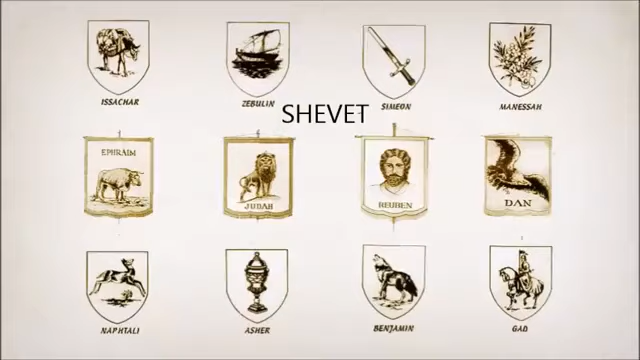 ISSACHAR
ZEBULIN
SIMEON
MANESSAH
SHEVET
EPHRAIM
JUDAH
REUBEN
DAN
NAPHTALI
ASHER
BENJAMIN
GAD